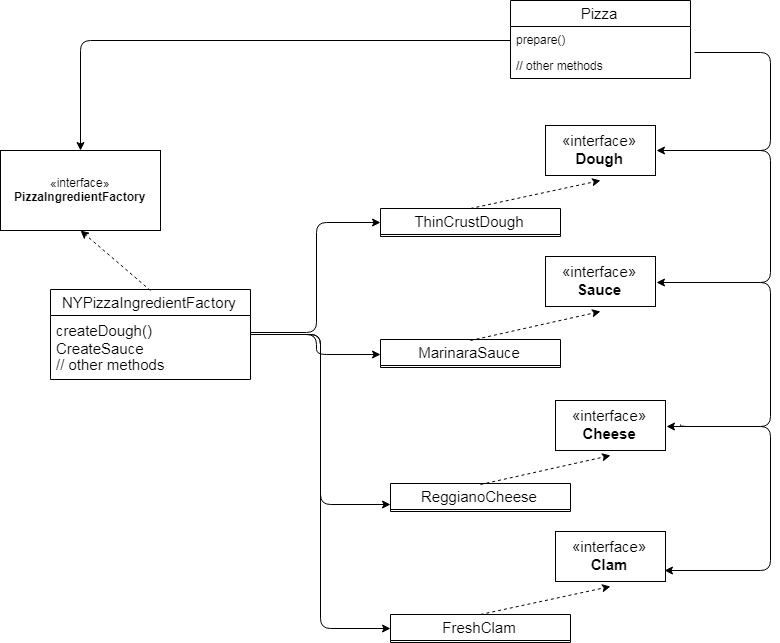 Pizza
prepare()
// other methods
«interface»
Dough
«interface»
PizzaIngredientFactory
ThinCrustDough
«interface»
Sauce
NYPizzaIngredientFactory
createDough()
CreateSauce
// other methods
MarinaraSauce
«interface»
Cheese
ReggianoCheese
«interface»
Clam
FreshClam